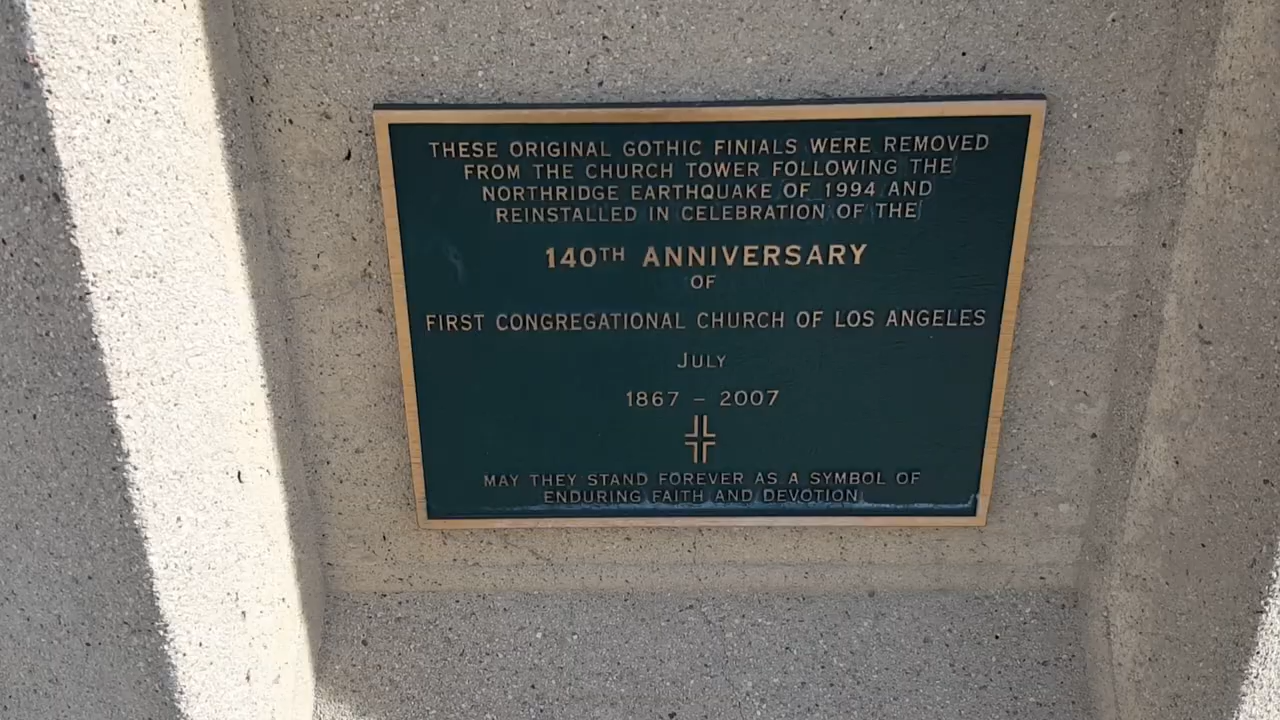 THESE ORIGINAL GOTHIC FINIALS WERE REMOVED
FROM THE CHURCH TOWER FOLLOWING THE
NORTHRIDGE EARTHQUAKE OF 1994 AND
REINSTALLED IN CELEBRATION OF THE
140TH ANNIVERSARY
OF
FIRST CONGREGATIONAL CHURCH OF LOS ANGELES
JULY
1867 – 2007
MAY THEY STAND FOREVER AS A SYMBOL OF
ENDURING FAITH AND DEVOTION